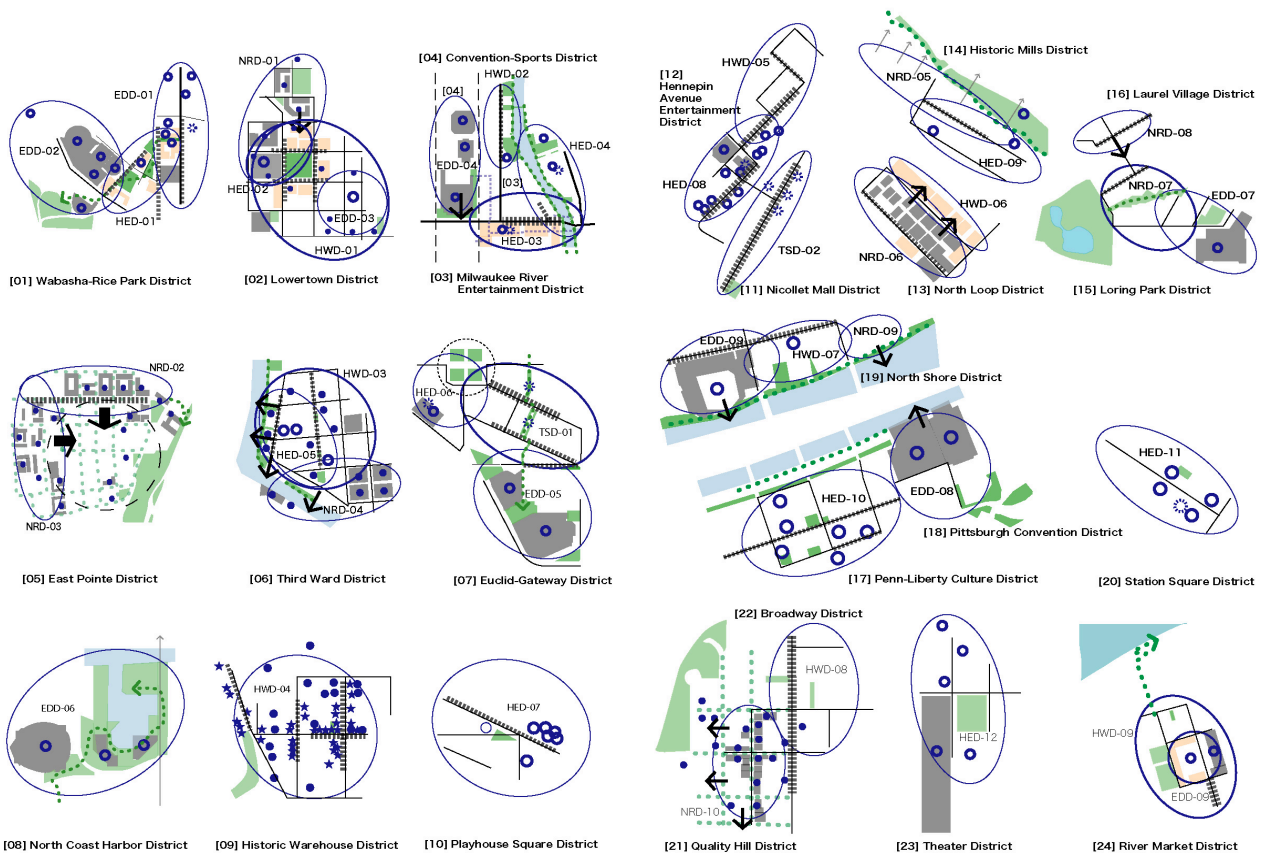 [04] Convention-Sports District
NRD-01
HWD-02
EDD-01
[04]
EDD-02
EDD-04
HED-04
HED-02
[03]
HED-01
EDD-03
HED-03
HWD-01
[01] Wabasha-Rice Park District
[02] Lowertown District
[03] Milwaukee River
Entertainment District
[12]
Hennepin
Avenue
Entertainment
District
HWD-05
[14] Historic Mills District
NRD-05
[16] Laurel Village District
NRD-08
HED-08
HED-09
NRD-07
EDD-07
HWD-06
TSD-02
NRD-06
[11] Nicollet Mall District
[13] North Loop District
[15] Loring Park District
NRD-02
HWD-03
HED-06
TSD-01
HED-05
EDD-05
NRD-04
NRD-03
[05] East Pointe District
[06] Third Ward District
[07] Euclid-Gateway District
EDD-09
NRD-09
HWD-07
[19] North Shore District
HED-11
HED-10
EDD-08
[18] Pittsburgh Convention District
[17] Penn-Liberty Culture District
[20] Station Square District
EDD-06
HWD-04
HED-07
[08] North Coast Harbor District
[09] Historic Warehouse District
[10] Playhouse Square District
[22] Broadway District
HWD-08
HED-12
HWD-09
NRD-10
EDD-09
[21] Quality Hill District
[23] Theater District
[24] River Market District